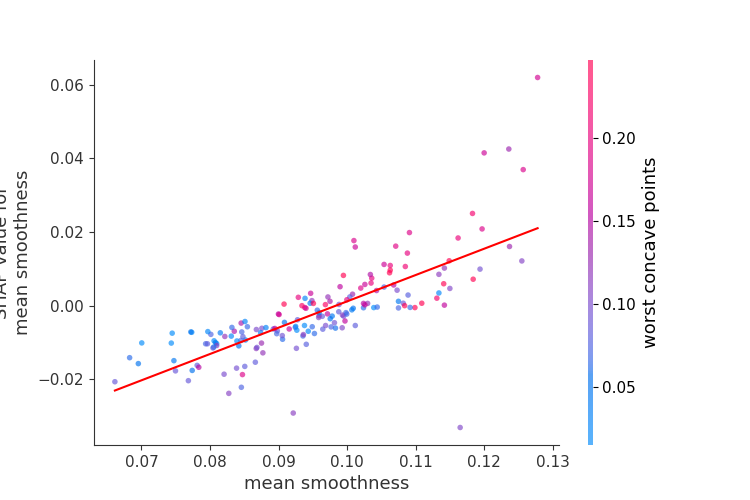 SHAP value for
mean smoothness
0.06
0.04
0.02
0.00
−0.02
0.07 0.08 0.09 0.10 0.11 0.12 0.13
mean smoothness
0.20
0.15
0.10
0.05
worst concave points